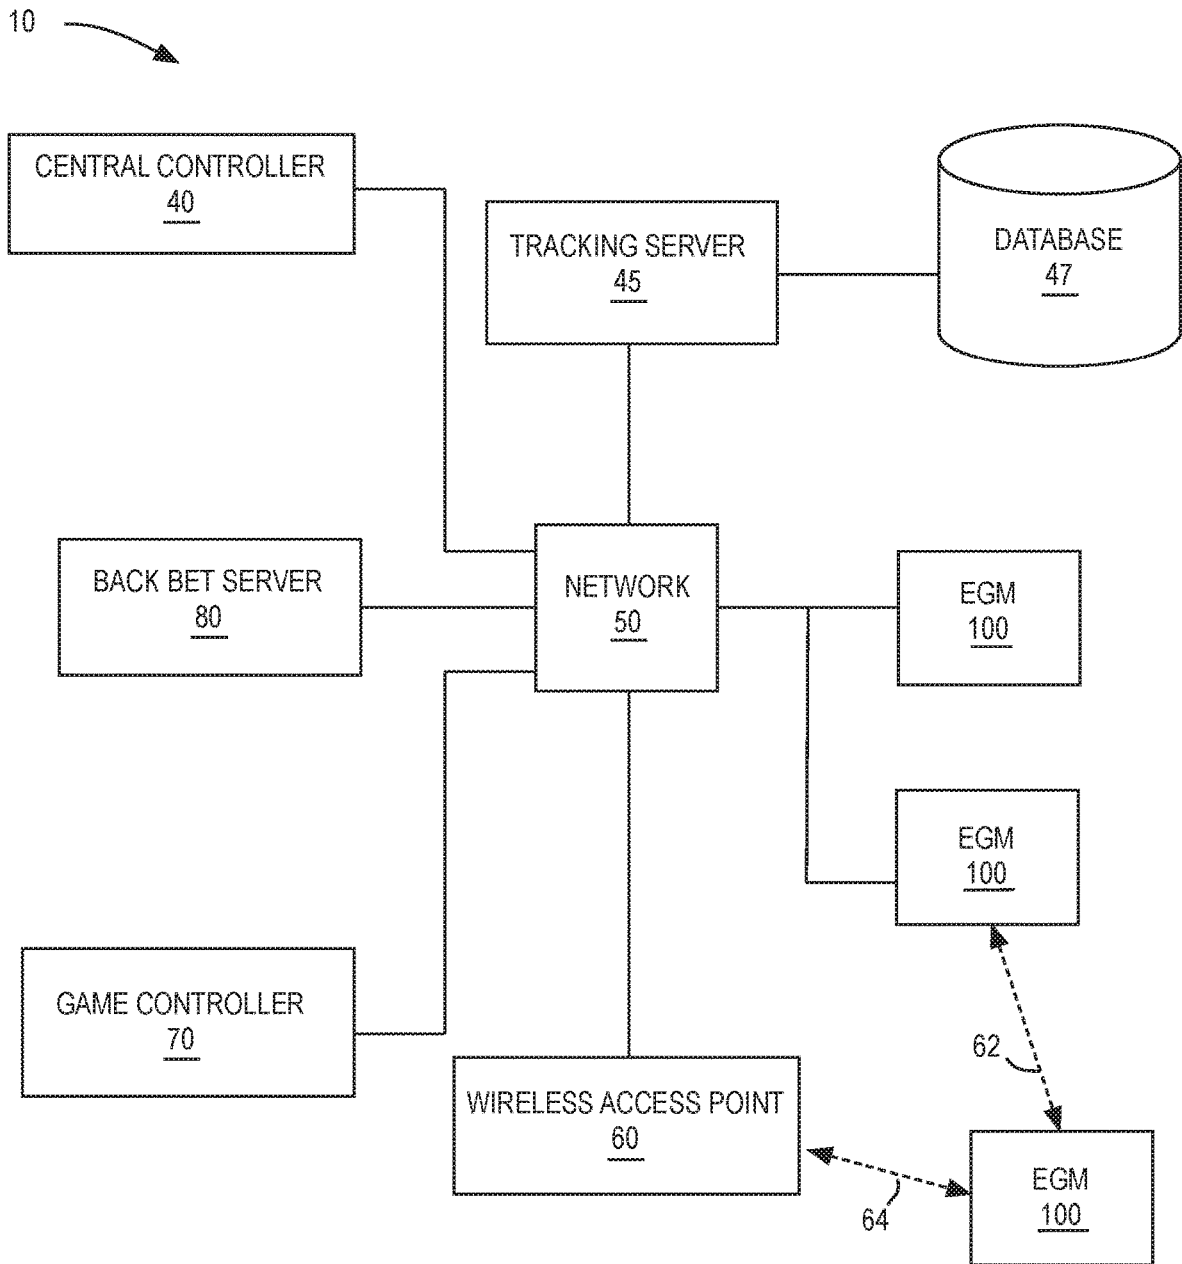 10
CENTRAL CONTROLLER
40
TRACKING SERVER
45
DATABASE
47
BACK BET SERVER
80
NETWORK
50
EGM
100
EGM
100
GAME CONTROLLER
70
62
WIRELESS ACCESS POINT
60
64
EGM
100